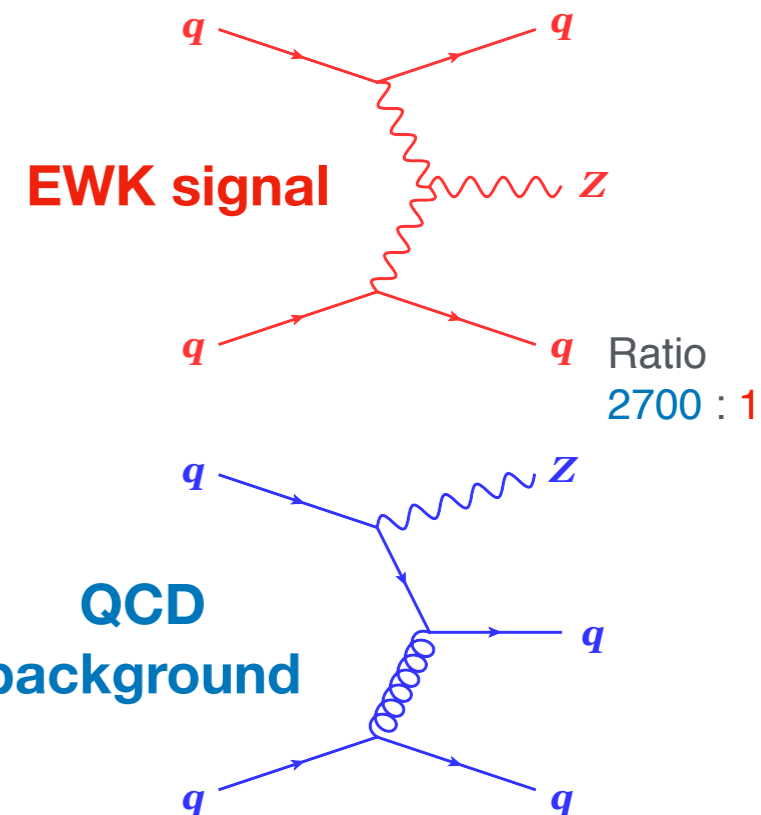 q
q
EWK signal
Z
q
q
Ratio
2700 : 1
q
Z
QCD
background
q
q
q